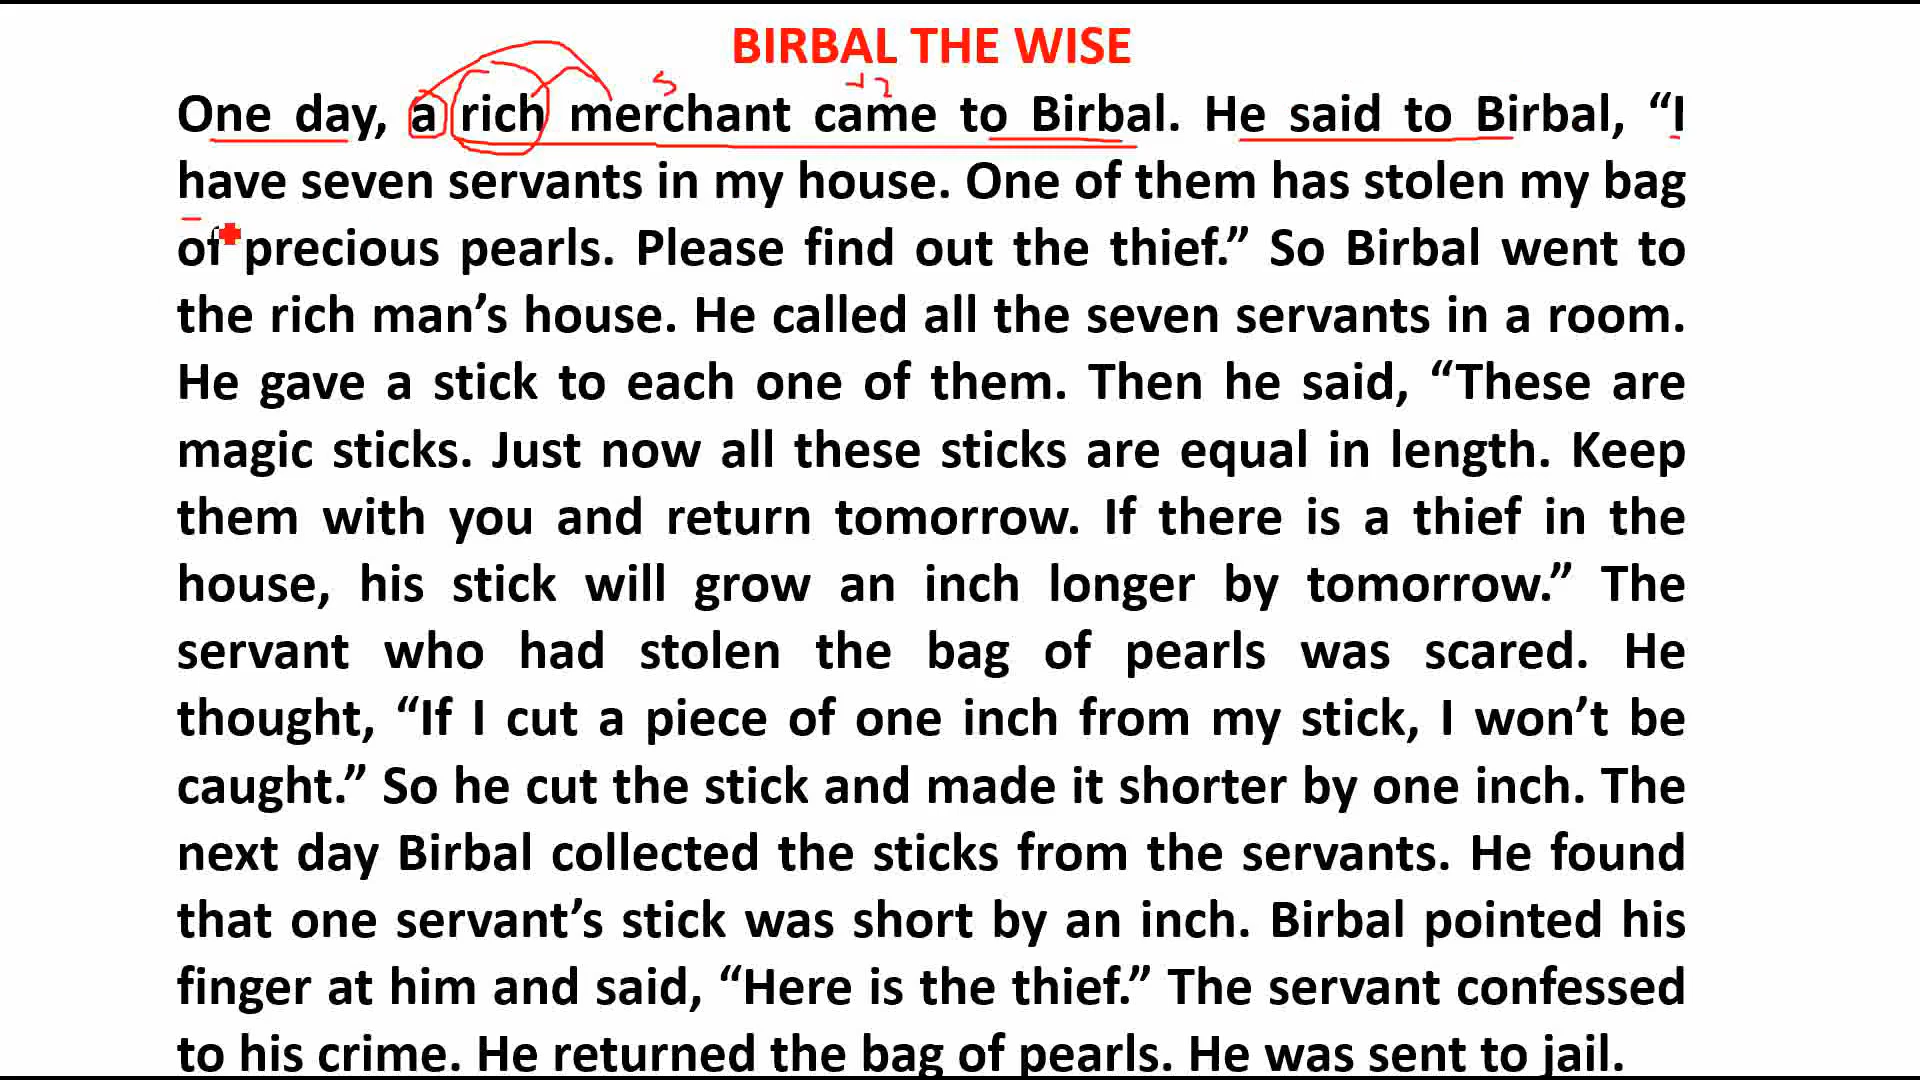 BIRBAL THE WISE
One day, a rich merchant came to Birbal. He said to Birbal, “I
have seven servants in my house. One of them has stolen my bag
of precious pearls. Please find out the thief.” So Birbal went to
the rich man’s house. He called all the seven servants in a room.
He gave a stick to each one of them. Then he said, “These are
magic sticks. Just now all these sticks are equal in length. Keep
them with you and return tomorrow. If there is a thief in the
house, his stick will grow an inch longer by tomorrow.” The
servant who had stolen the bag of pearls was scared. He
thought, “If I cut a piece of one inch from my stick, I won’t be
caught.” So he cut the stick and made it shorter by one inch. The
next day Birbal collected the sticks from the servants. He found
that one servant’s stick was short by an inch. Birbal pointed his
finger at him and said, “Here is the thief.” The servant confessed
to his crime. He returned the bag of pearls. He was sent to jail.